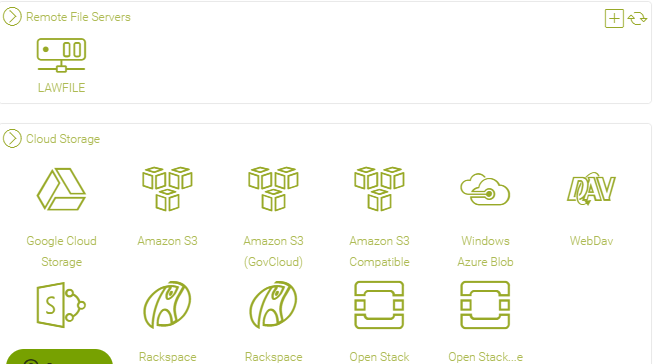 Remote File Servers
LAWFILE
Cloud Storage
Google Cloud Storage
Amazon S3
Amazon S3 (GovCloud)
Amazon S3 Compatible
Windows Azure Blob
DAV
WebDav
S
Rackspace
Rackspace
Open Stack
Open Stack...e